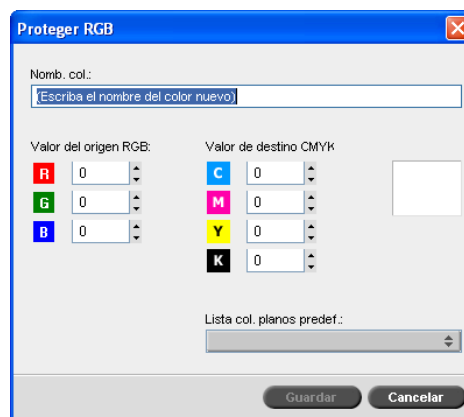 Proteger RGB
Nomb. col.:
(Escriba el nombre del color nuevo)
Valor del origen RGB:
Valor de destino CMYK
R 0
C 0
G 0
M 0
B 0
Y 0
K 0
Lista col. planos predef.:
Guardar
Cancelar